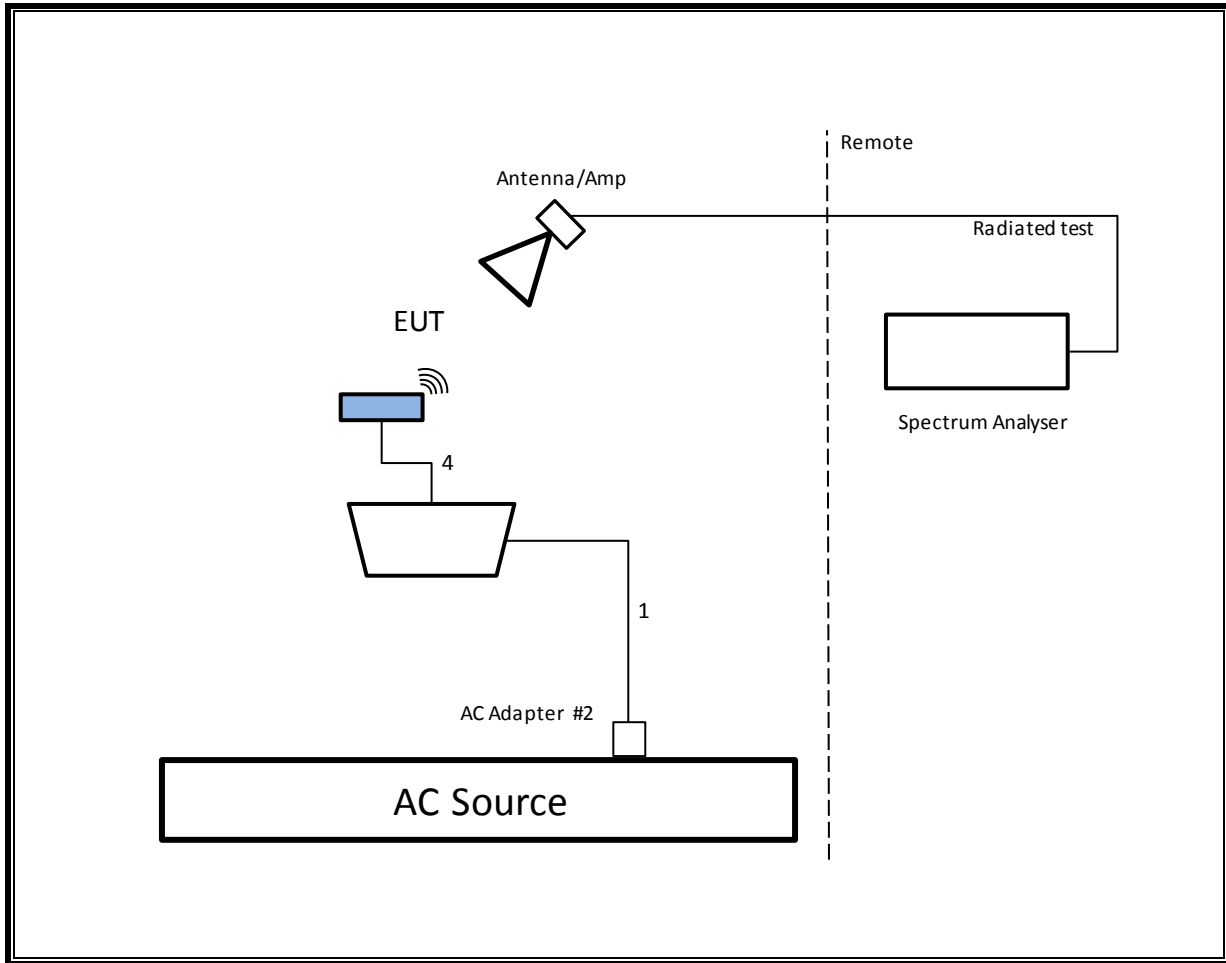 Remote
Antenna/Amp
Radiated test
EUT
Spectrum Analyser
4
1
AC Adapter #2
AC Source